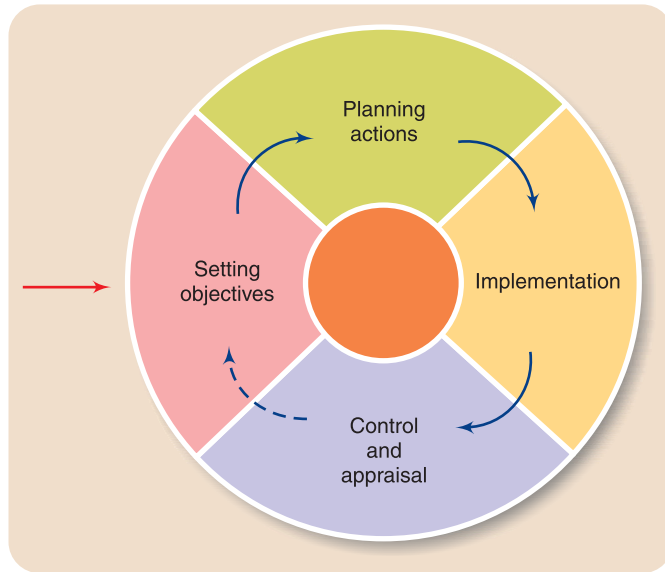 Planning
actions
Setting
objectives
Implementation
Control
and
appraisal